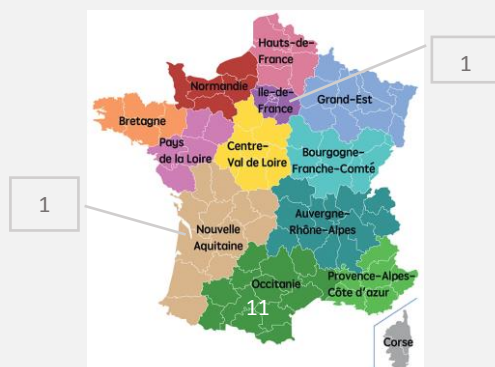 Hauts-de-
France
1
Normandie
Ile-de-
France
Grand-Est
Bretagne
Pays
de la Loire
Centre-
Val de Loire
Bourgogne-
Franche-Comté
1
Nouvelle
Aquitaine
Auvergne-
Rhône-Alpes
Occitanie
Provence-Alpes-
Côte d'azur
11
Corse